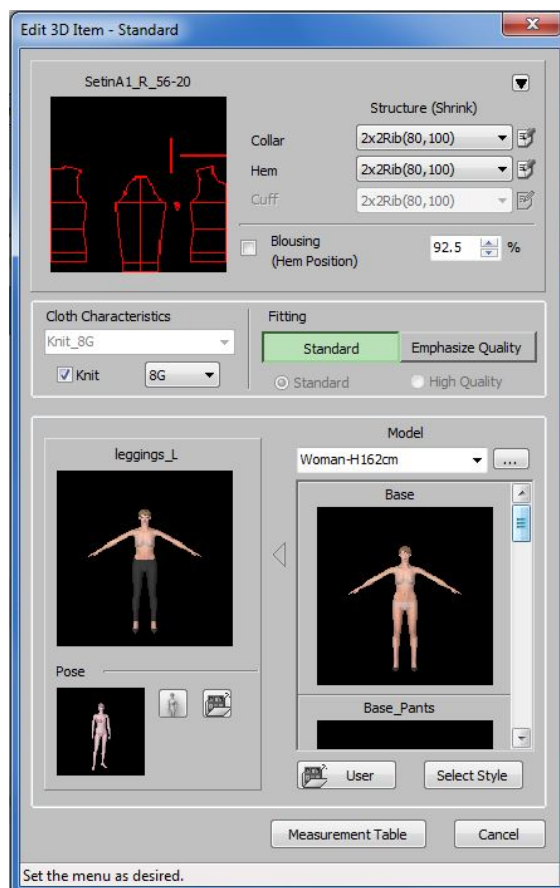 Edit 3D Item - Standard
SetinA1_R_56-20
Structure (Shrink)
Collar
2x2Rib(80,100)
Hem
2x2Rib(80,100)
Cuff
2x2Rib(80,100)
Blousing
(Hem Position)
92.5
%
Cloth Characteristics
Knit_8G
Knit
8G
Fitting
Standard
Emphasize Quality
Standard
High Quality
leggings_L
Pose
Model
Woman-H162cm
...
Base
Base_Pants
User
Select Style
Measurement Table
Cancel
Set the menu as desired.